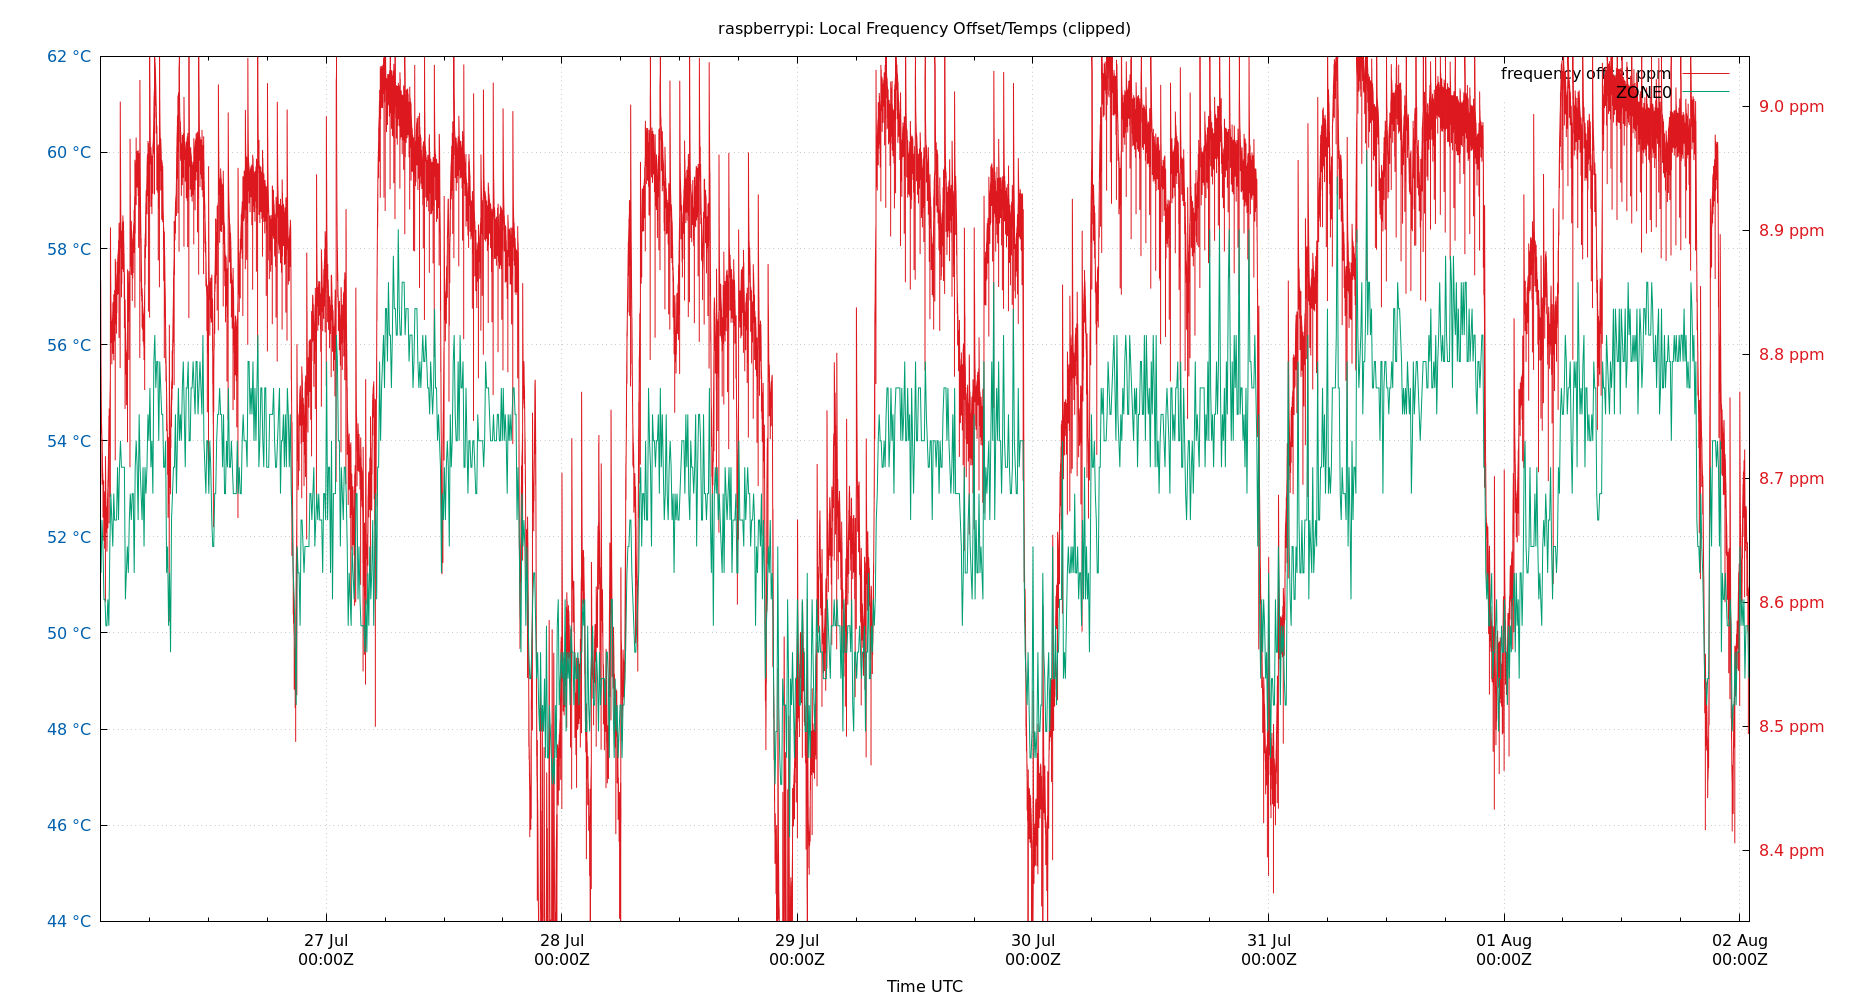 raspberrypi: Local Frequency Offset/Temps (clipped)
62 °C
60 °C
58 °C
56 °C
54 °C
52 °C
50 °C
48 °C
46 °C
44 °C
frequency offset ppm
ZONE0
9.0 ppm
8.9 ppm
8.8 ppm
8.7 ppm
8.6 ppm
8.5 ppm
8.4 ppm
27 Jul
00:00Z
28 Jul
00:00Z
29 Jul
00:00Z
30 Jul
00:00Z
31 Jul
00:00Z
01 Aug
00:00Z
02 Aug
00:00Z
Time UTC